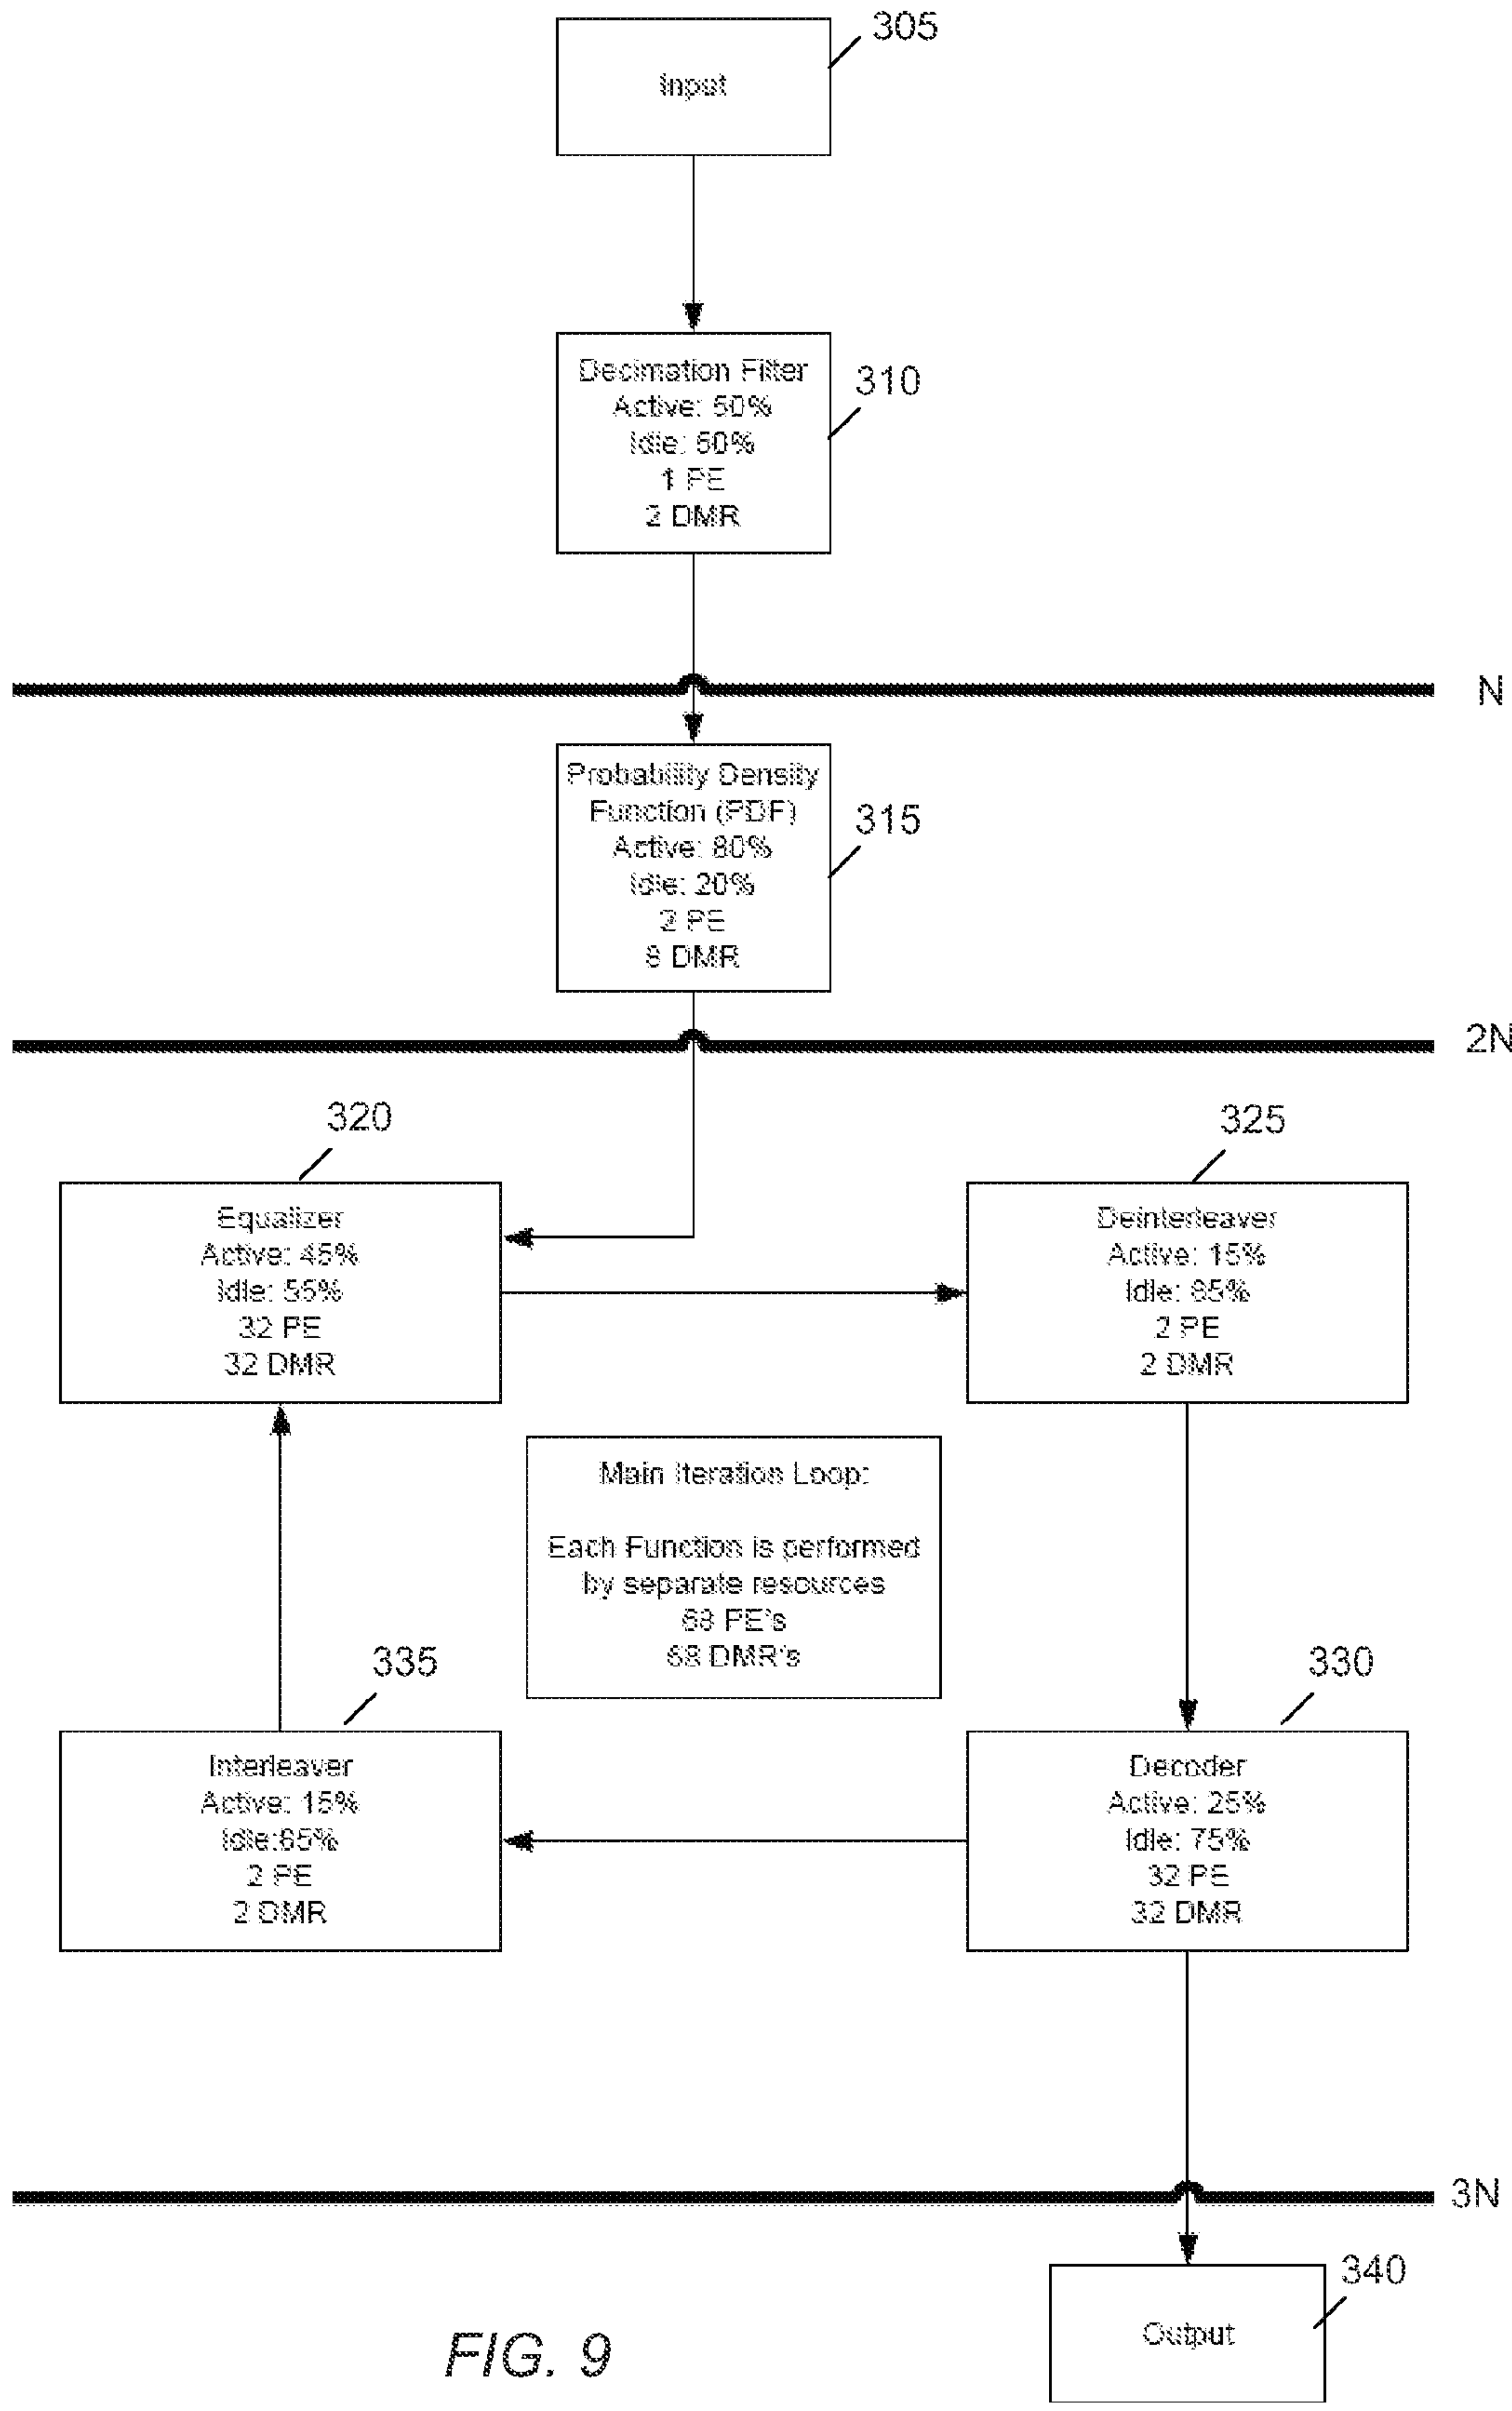 305
Input
Decimation Filter
Active: 50%
Idle: 50%
1 PE
2 DMR
310
N
Probability Density
Function (PDF)
Active: 80%
Idle: 20%
2 PE
8 DMR
315
2N
320
Equalizer
Active: 45%
Idle: 55%
32 PE
32 DMR
325
Deinterleaver
Active: 15%
Idle: 85%
2 PE
2 DMR
Main Iteration Loop:
Each Function is performed
by separate resources
68 PE's
68 DMR's
335
Interleaver
Active: 15%
Idle:85%
2 PE
2 DMR
330
Decoder
Active: 25%
Idle: 75%
32 PE
32 DMR
3N
340
Output
FIG. 9